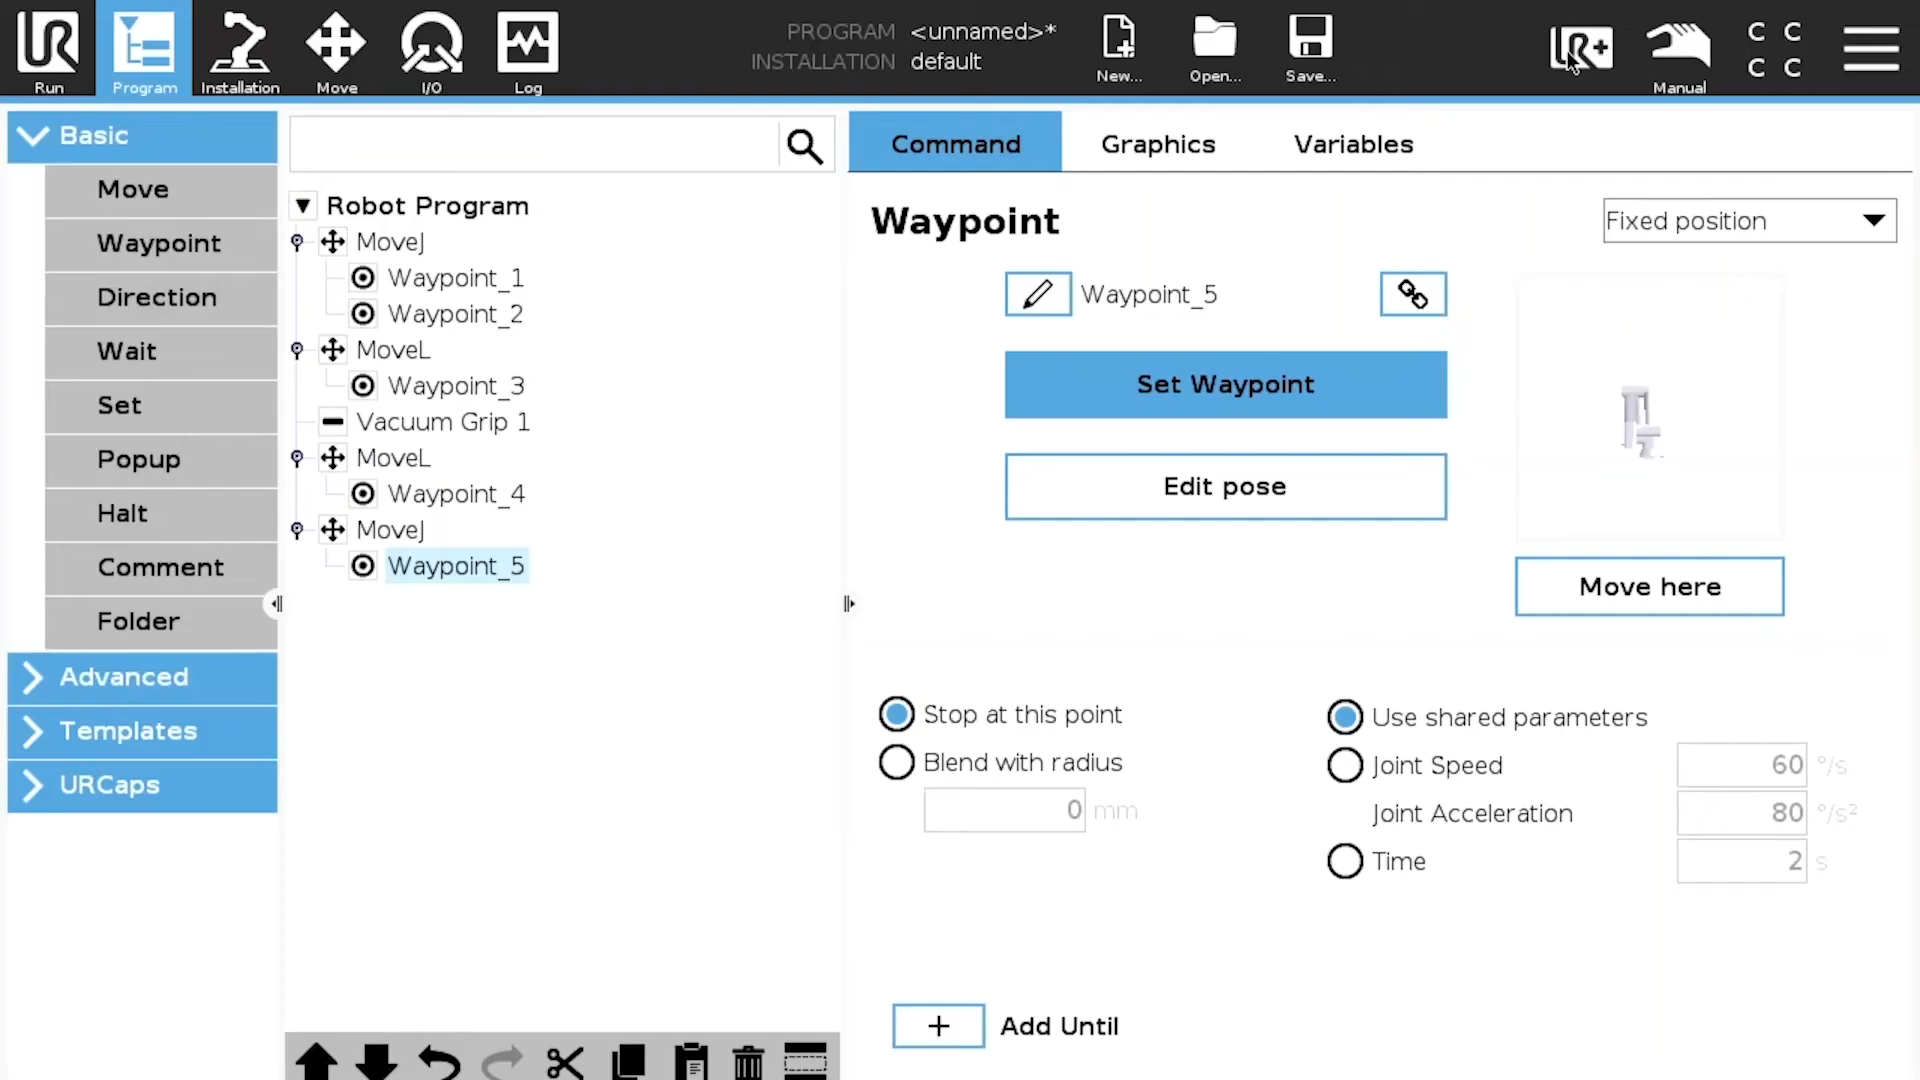 PROGRAM <unnamed>*
INSTALLATION default
Run
Program
Installation
Move
I/O
Log
New...
Open...
Save...
Manual
C C
C C
Basic
Move
Waypoint
Direction
Wait
Set
Popup
Halt
Comment
Folder
Advanced
Templates
URCaps
Robot Program
MoveJ
Waypoint_1
Waypoint_2
MoveL
Waypoint_3
Vacuum Grip 1
MoveL
Waypoint_4
MoveJ
Waypoint_5
Command
Graphics
Variables
Waypoint
Fixed position
Waypoint_5
Set Waypoint
Edit pose
Move here
Stop at this point
Blend with radius
0 mm
Use shared parameters
Joint Speed 60 °/s
Joint Acceleration 80 °/s²
Time 2 s
+ Add Until